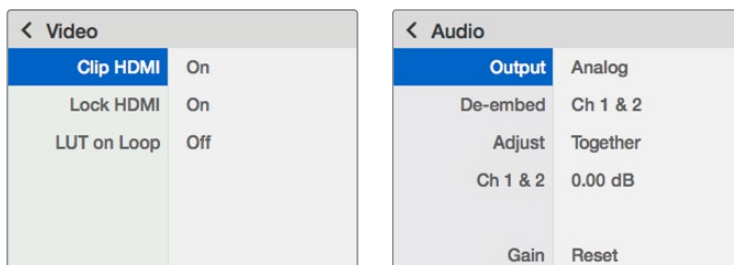 Video
Clip HDMI On
Lock HDMI On
LUT on Loop Off
Audio
Output Analog
De-embed Ch 1 & 2
Adjust Together
Ch 1 & 2 0.00 dB
Gain Reset